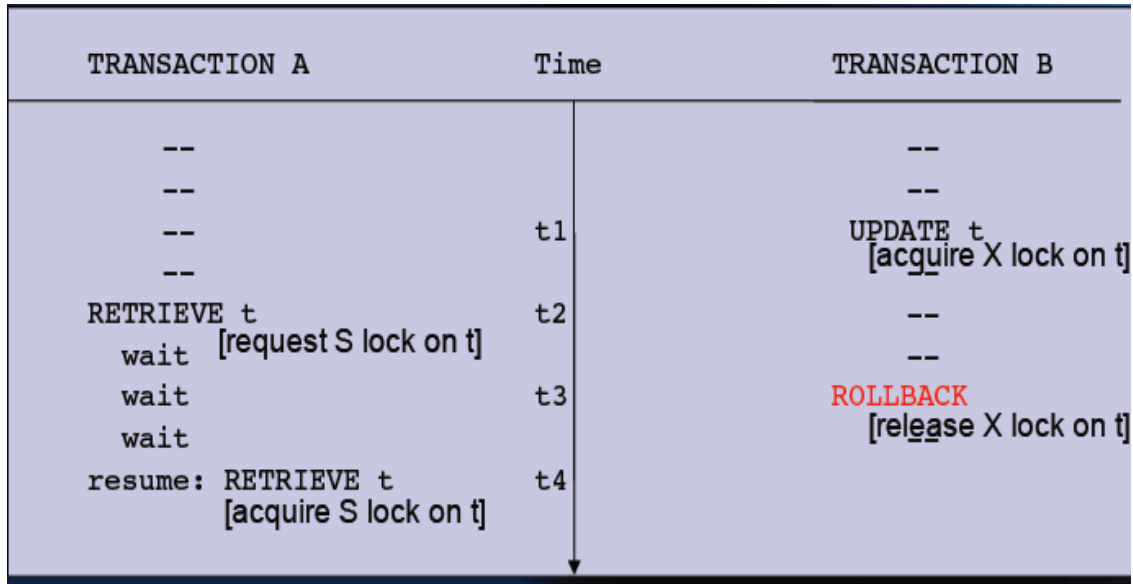 TRANSACTION A Time TRANSACTION B
-- --
-- --
-- t1 UPDATE t
[acquire X lock on t]
-- --
RETRIEVE t t2 --
[request S lock on t]
wait --
wait t3 ROLLBACK
[release X lock on t]
wait --
resume: RETRIEVE t t4
[acquire S lock on t]